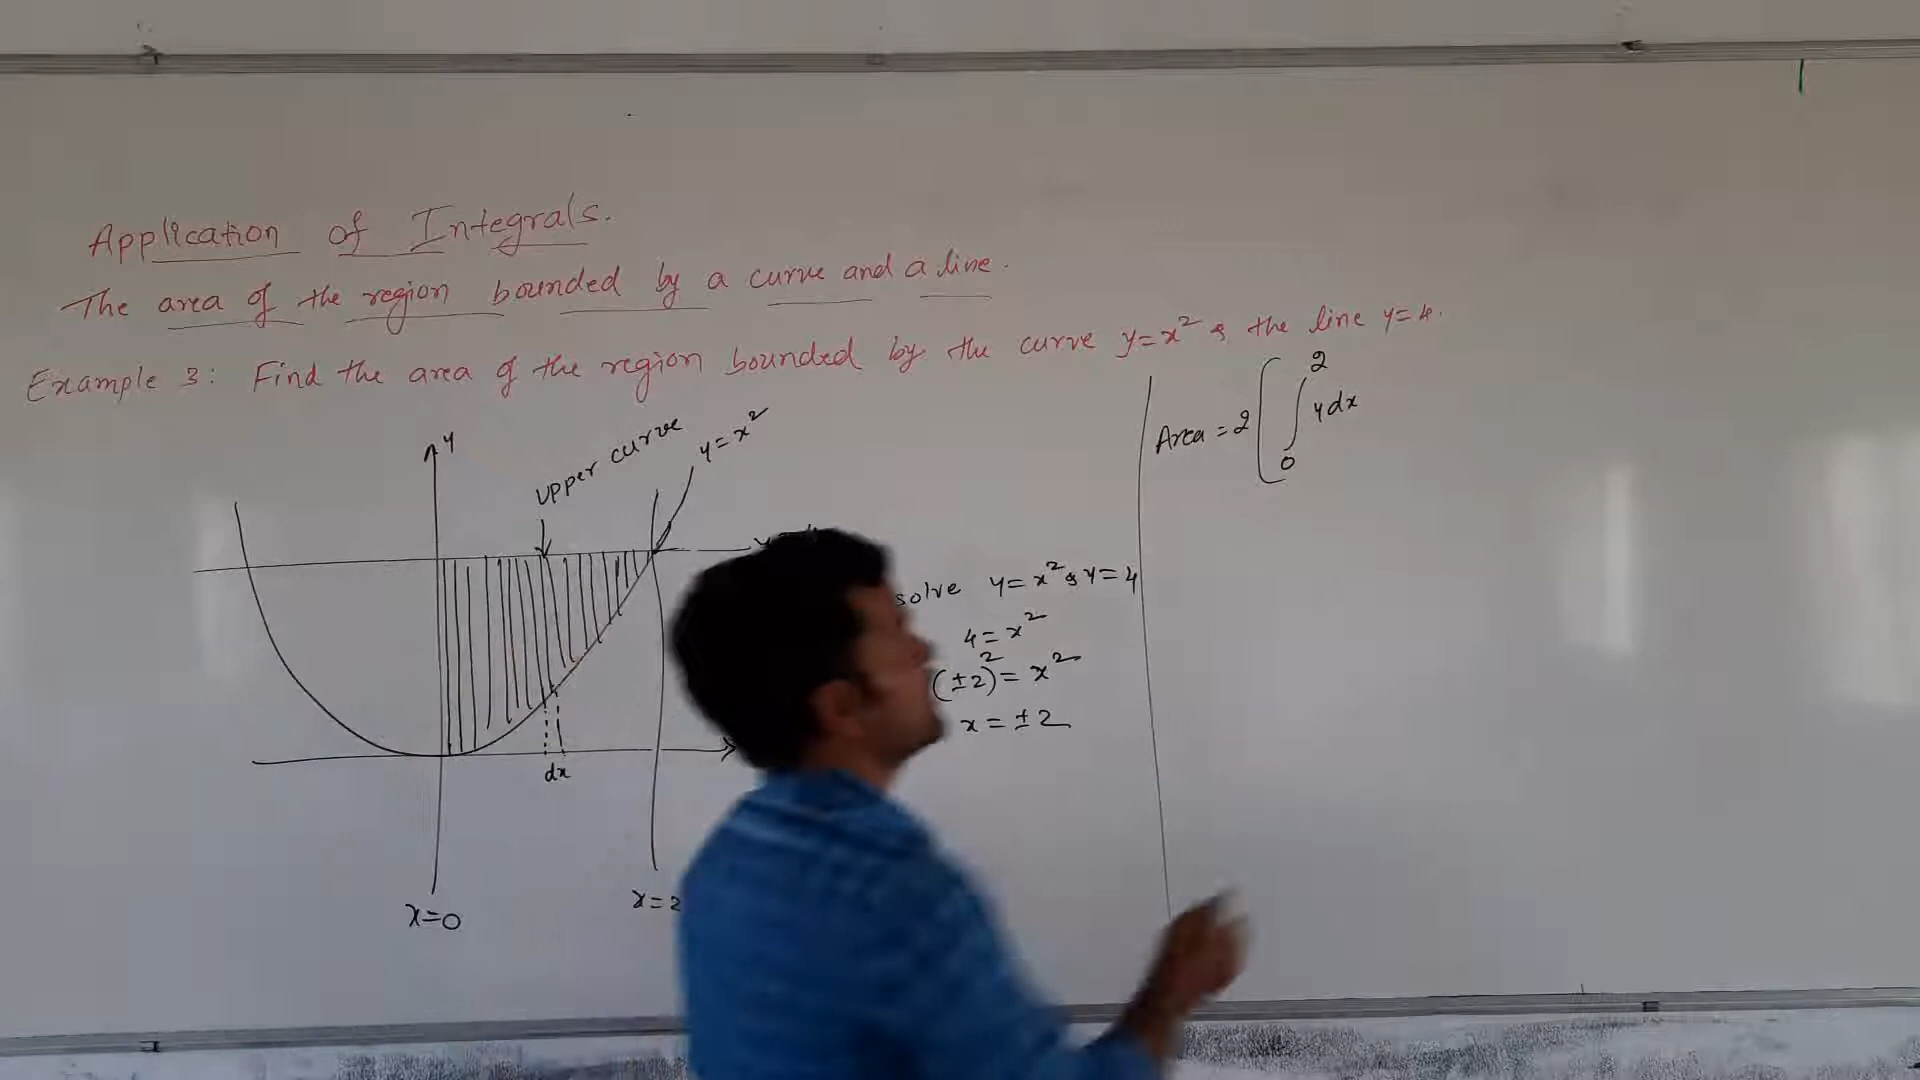 Application of Integrals.
The area of the region bounded by a curve and a line.
Example 3: Find the area of the region bounded by the curve y=x² & the line y=4.
y
upper curve
y=x²
dx
x=0
x=2
solve y=x² & y=4
4=x²
(±2)²=x²
x=±2
Area = 2[∫₀² y dx